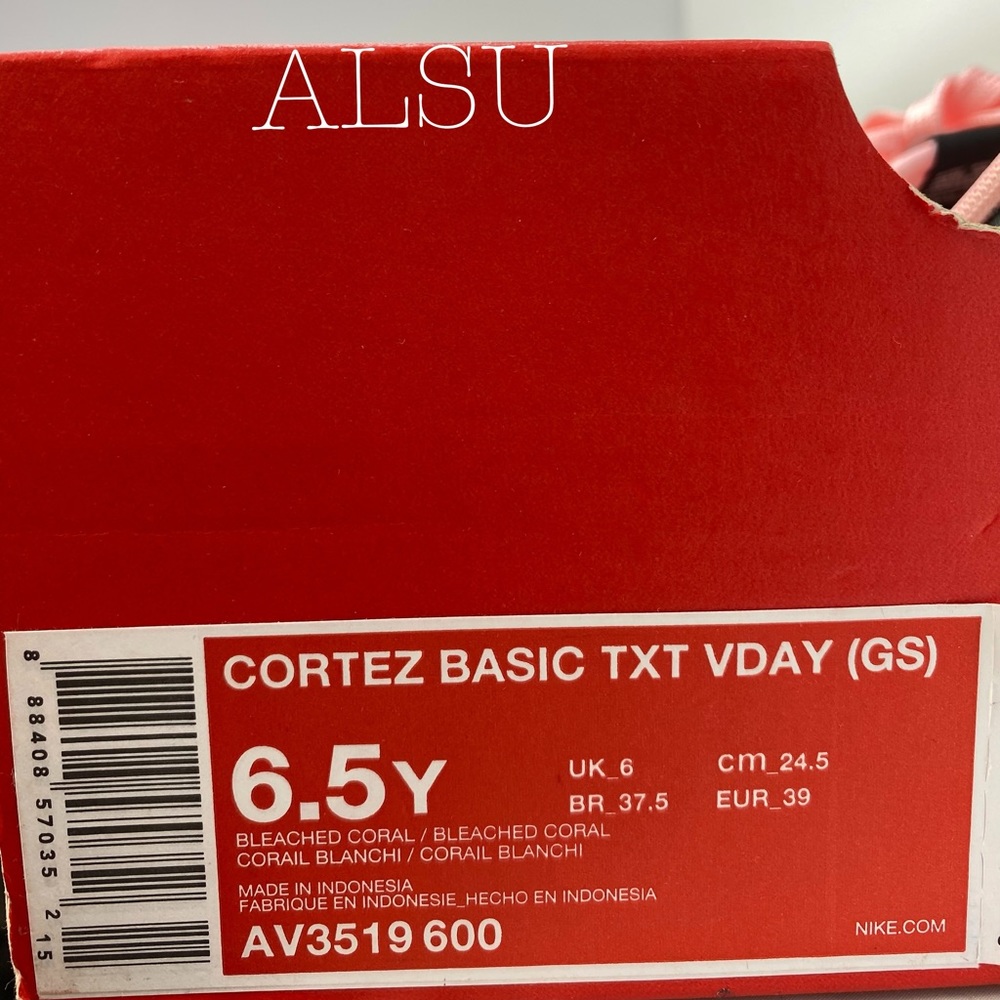 ALSU
CORTEZ BASIC TXT VDAY (GS)
6.5Y
UK_6
cm_24.5
BR_37.5
EUR_39
BLEACHED CORAL / BLEACHED CORAL
CORAIL BLANCHI / CORAIL BLANCHI
MADE IN INDONESIA
FABRIQUE EN INDONESIE_HECHO EN INDONESIA
AV3519 600
NIKE.COM
8 88408 57035 2 15